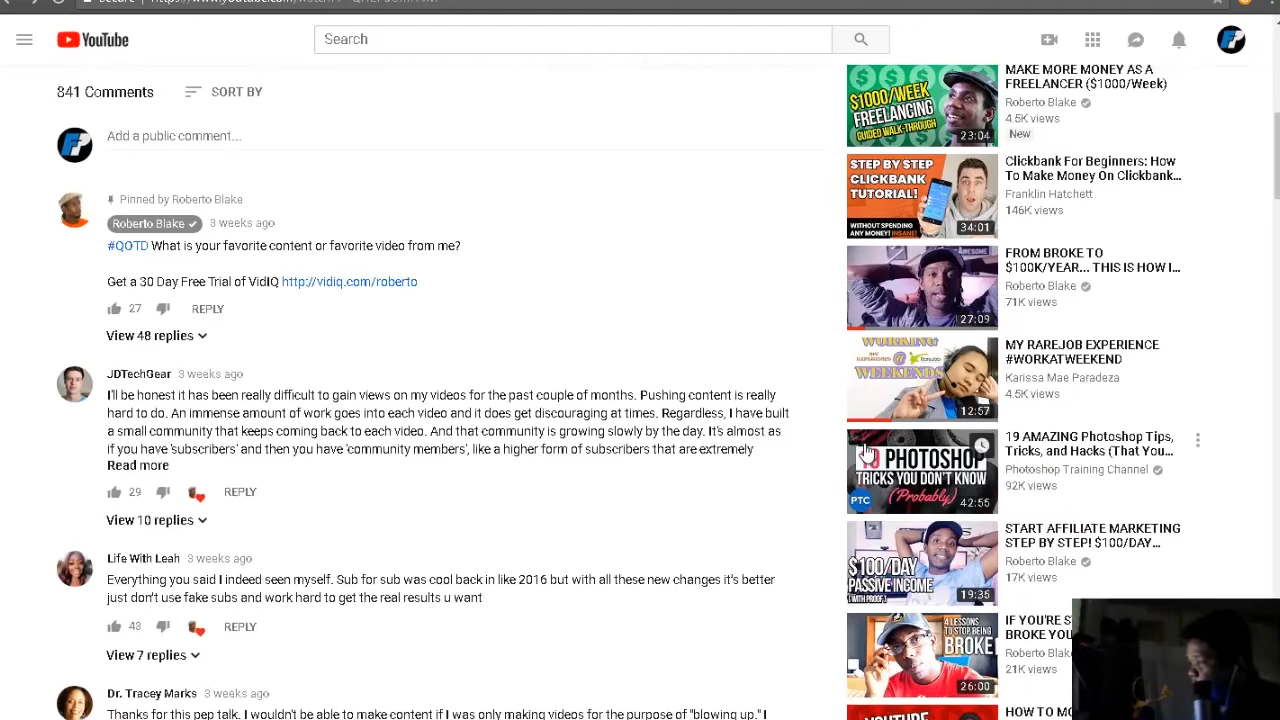 YouTube
Search
841 Comments
SORT BY
Add a public comment...
Pinned by Roberto Blake
Roberto Blake 3 weeks ago
#QOTD What is your favorite content or favorite video from me?
Get a 30 Day Free Trial of VidIQ http://vidiq.com/roberto
27 REPLY
View 48 replies
JDTechGear 3 weeks ago
I'll be honest it has been really difficult to gain views on my videos for the past couple of months. Pushing content is really
hard to do. An immense amount of work goes into each video and it does get discouraging at times. Regardless, I have built
a small community that keeps coming back to each video. And that community is growing slowly by the day. It's almost as
if you have 'subscribers' and then you have 'community members', like a higher form of subscribers that are extremely
Read more
29 REPLY
View 10 replies
Life With Leah 3 weeks ago
Everything you said I indeed seen myself. Sub for sub was cool back in like 2016 but with all these new changes it's better
just don't use fake subs and work hard to get the real results u want
43 REPLY
View 7 replies
Dr. Tracey Marks 3 weeks ago
Thanks for this pep talk. I wouldn't be able to make content if I was only making videos for the purpose of "blowing up." I
$1000/WEEK
FREELANCING
GUIDED WALK-THROUGH
23:04
MAKE MORE MONEY AS A
FREELANCER ($1000/Week)
Roberto Blake
4.5K views
New
STEP BY STEP
CLICKBANK
TUTORIAL!
WITHOUT SPENDING
ANY MONEY! INSANE!
34:01
Clickbank For Beginners: How
To Make Money On Clickbank...
Franklin Hatchett
146K views
AWESOME
27:09
FROM BROKE TO
$100K/YEAR... THIS IS HOW I...
Roberto Blake
71K views
WORKING
@
WEEKENDS
12:57
MY RAREJOB EXPERIENCE
#WORKATWEEKEND
Karissa Mae Paradeza
4.5K views
PHOTOSHOP
TRICKS YOU DON'T KNOW
(Probably)
PTC
42:55
19 AMAZING Photoshop Tips,
Tricks, and Hacks (That You...
Photoshop Training Channel
92K views
$100/DAY
PASSIVE INCOME
(WITH PROOF)
19:35
START AFFILIATE MARKETING
STEP BY STEP! $100/DAY...
Roberto Blake
17K views
4 LESSONS
TO STOP BEING
BROKE
26:00
IF YOU'RE
BROKE
Roberto
21K views
HOW TO